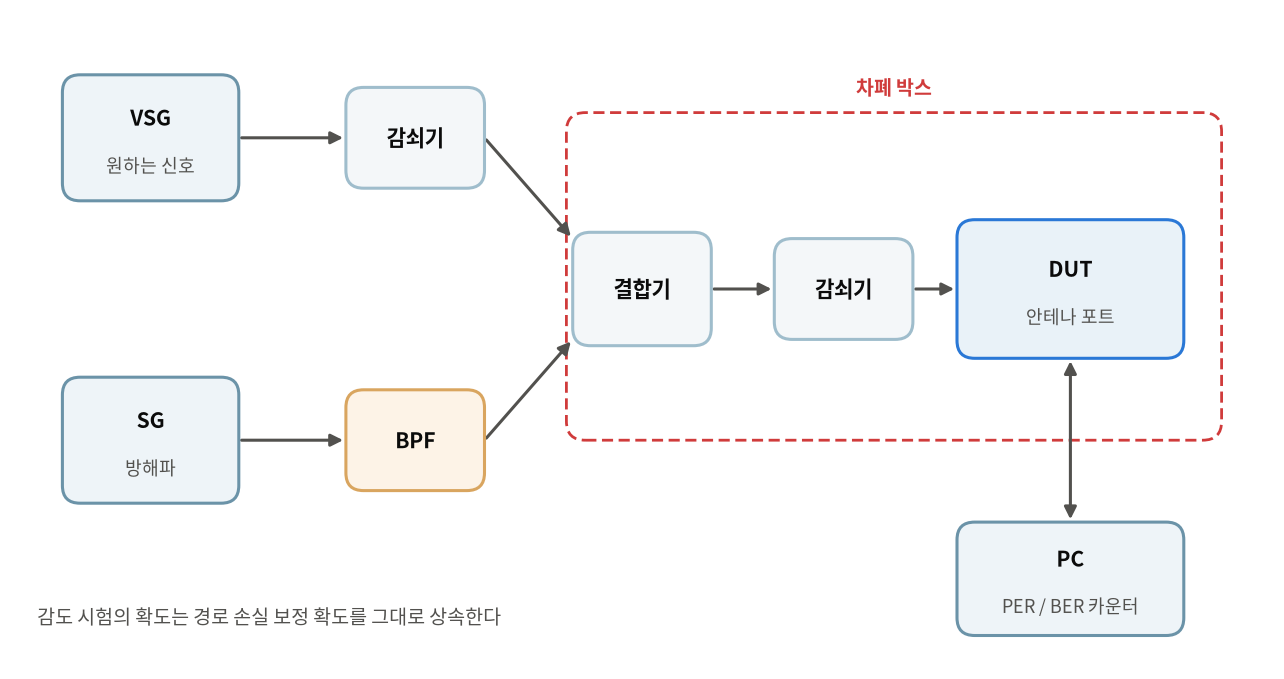 차폐 박스
VSG
원하는 신호
감쇠기
결합기
감쇠기
DUT
안테나 포트
SG
방해파
BPF
PC
PER / BER 카운터
감도 시험의 확도는 경로 손실 보정 확도를 그대로 상속한다